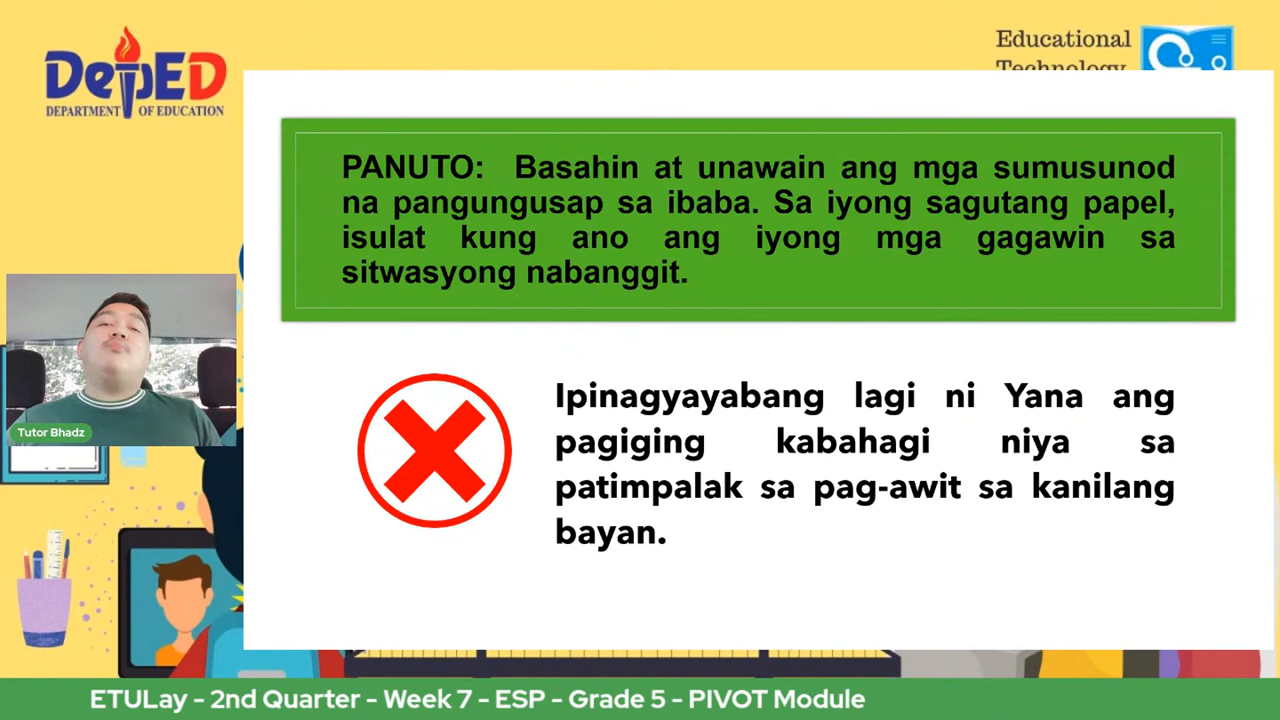 DepED
DEPARTMENT OF EDUCATION
Educational
Technology
PANUTO: Basahin at unawain ang mga sumusunod
na pangungusap sa ibaba. Sa iyong sagutang papel,
isulat kung ano ang iyong mga gagawin sa
sitwasyong nabanggit.
Ipinagyayabang lagi ni Yana ang
pagiging kabahagi niya sa
patimpalak sa pag-awit sa kanilang
bayan.
Tutor Bhadz
ETULay - 2nd Quarter - Week 7 - ESP - Grade 5 - PIVOT Module